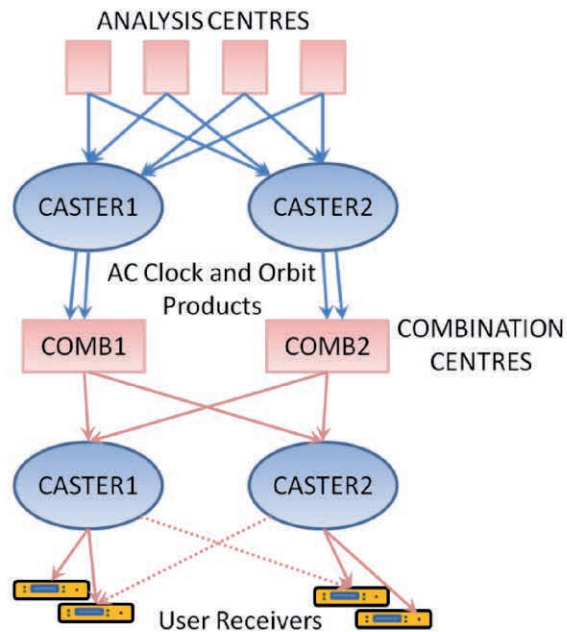 ANALYSIS CENTRES
CASTER1
CASTER2
AC Clock and Orbit
Products
COMB1
COMB2
COMBINATION
CENTRES
CASTER1
CASTER2
User Receivers